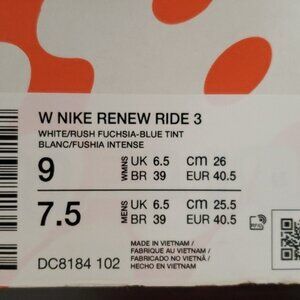 W NIKE RENEW RIDE 3
WHITE/RUSH FUCHSIA-BLUE TINT
BLANC/FUSHIA INTENSE
9 WMNS UK 6.5 cm 26
BR 39 EUR 40.5
7.5 MENS UK 6.5 cm 25.5
BR 39 EUR 40.5
MADE IN VIETNAM /
FABRIQUE AU VIETNAM /
FABRICADO NO VIETNÃ /
HECHO EN VIETNAM
DC8184 102